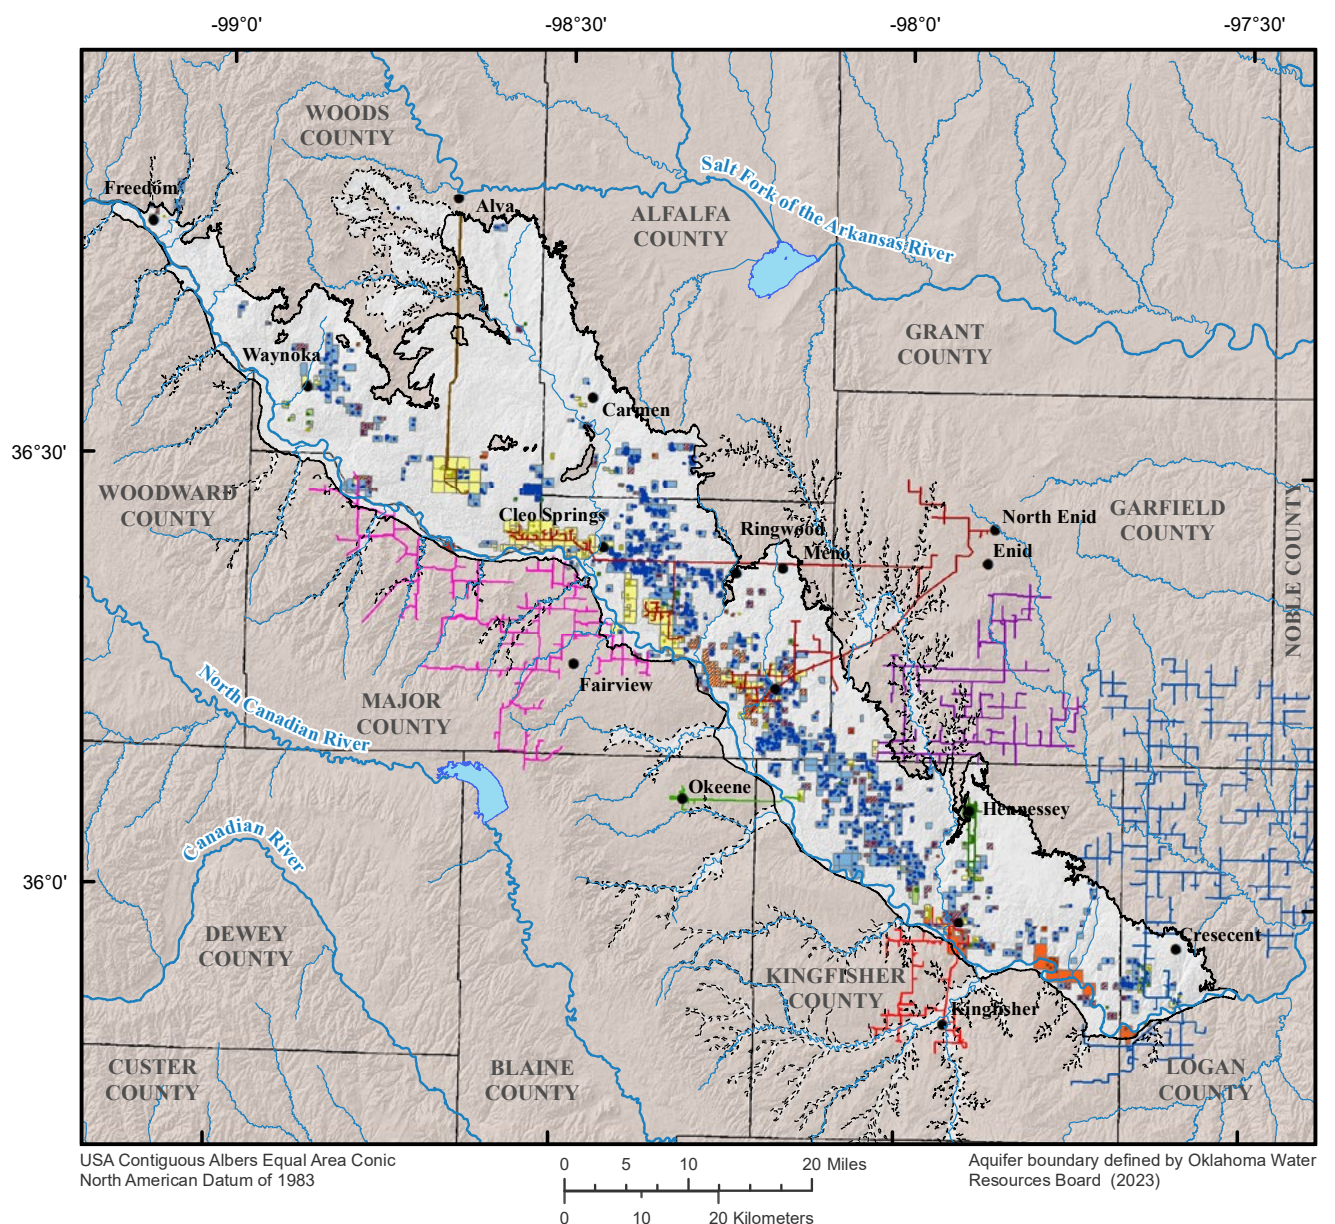 -99°0'
-98°30'
-98°0'
-97°30'
WOODS
COUNTY
Freedom
Alva
Salt Fork of the Arkansas River
ALFALFA
COUNTY
GRANT
COUNTY
Waynoka
Carmen
36°30'
WOODWARD
COUNTY
Cleo Springs
Ringwood
Meno
North Enid
Enid
GARFIELD
COUNTY
NOBLE COUNTY
North Canadian River
MAJOR
COUNTY
Fairview
Okeene
Hennessey
Canadian River
36°0'
DEWEY
COUNTY
KINGFISHER
COUNTY
Kingfisher
Cresecent
CUSTER
COUNTY
BLAINE
COUNTY
LOGAN
COUNTY
USA Contiguous Albers Equal Area Conic
North American Datum of 1983
0 5 10 20 Miles
0 10 20 Kilometers
Aquifer boundary defined by Oklahoma Water
Resources Board (2023)